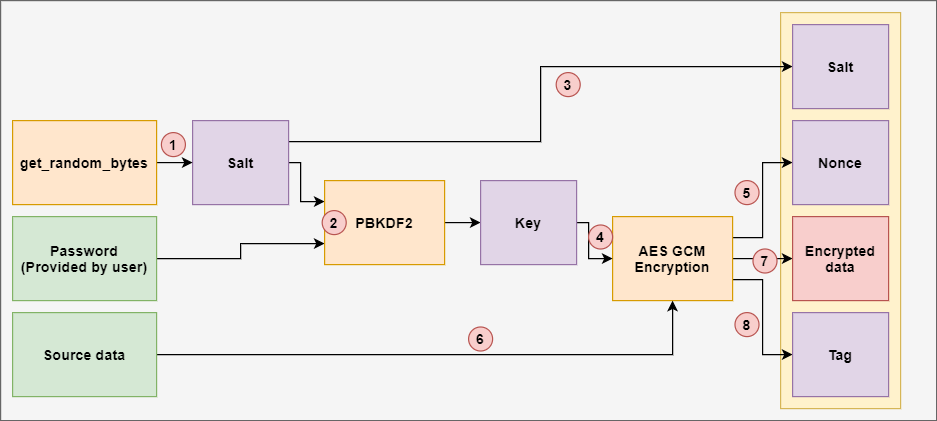 Salt
3
get_random_bytes
1
Salt
Nonce
5
Password
(Provided by user)
2
PBKDF2
Key
4
AES GCM
Encryption
7
Encrypted
data
Source data
6
8
Tag